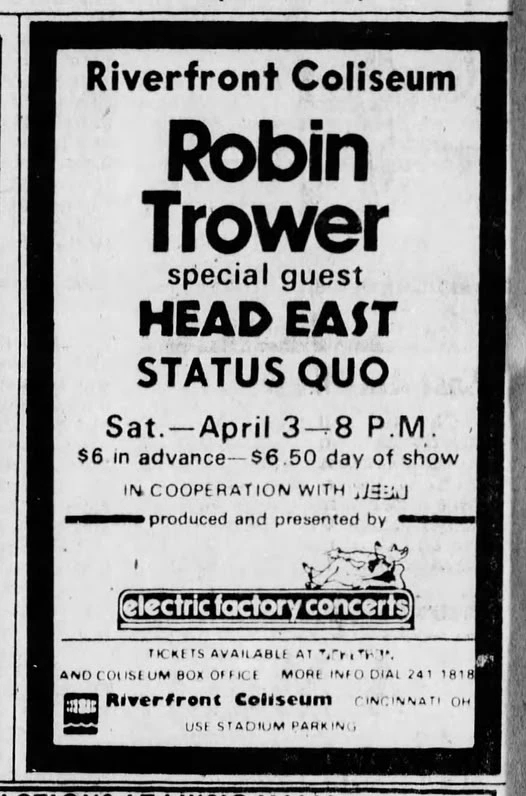 Riverfront Coliseum
Robin
Trower
special guest
HEAD EAST
STATUS QUO
Sat.—April 3—8 P.M.
$6 in advance—$6.50 day of show
IN COOPERATION WITH
produced and presented by
electric factory concerts
TICKETS AVAILABLE AT
AND COLISEUM BOX OFFICE MORE INFO DIAL 241 1818
Riverfront Coliseum CINCINNATI OH
USE STADIUM PARKING